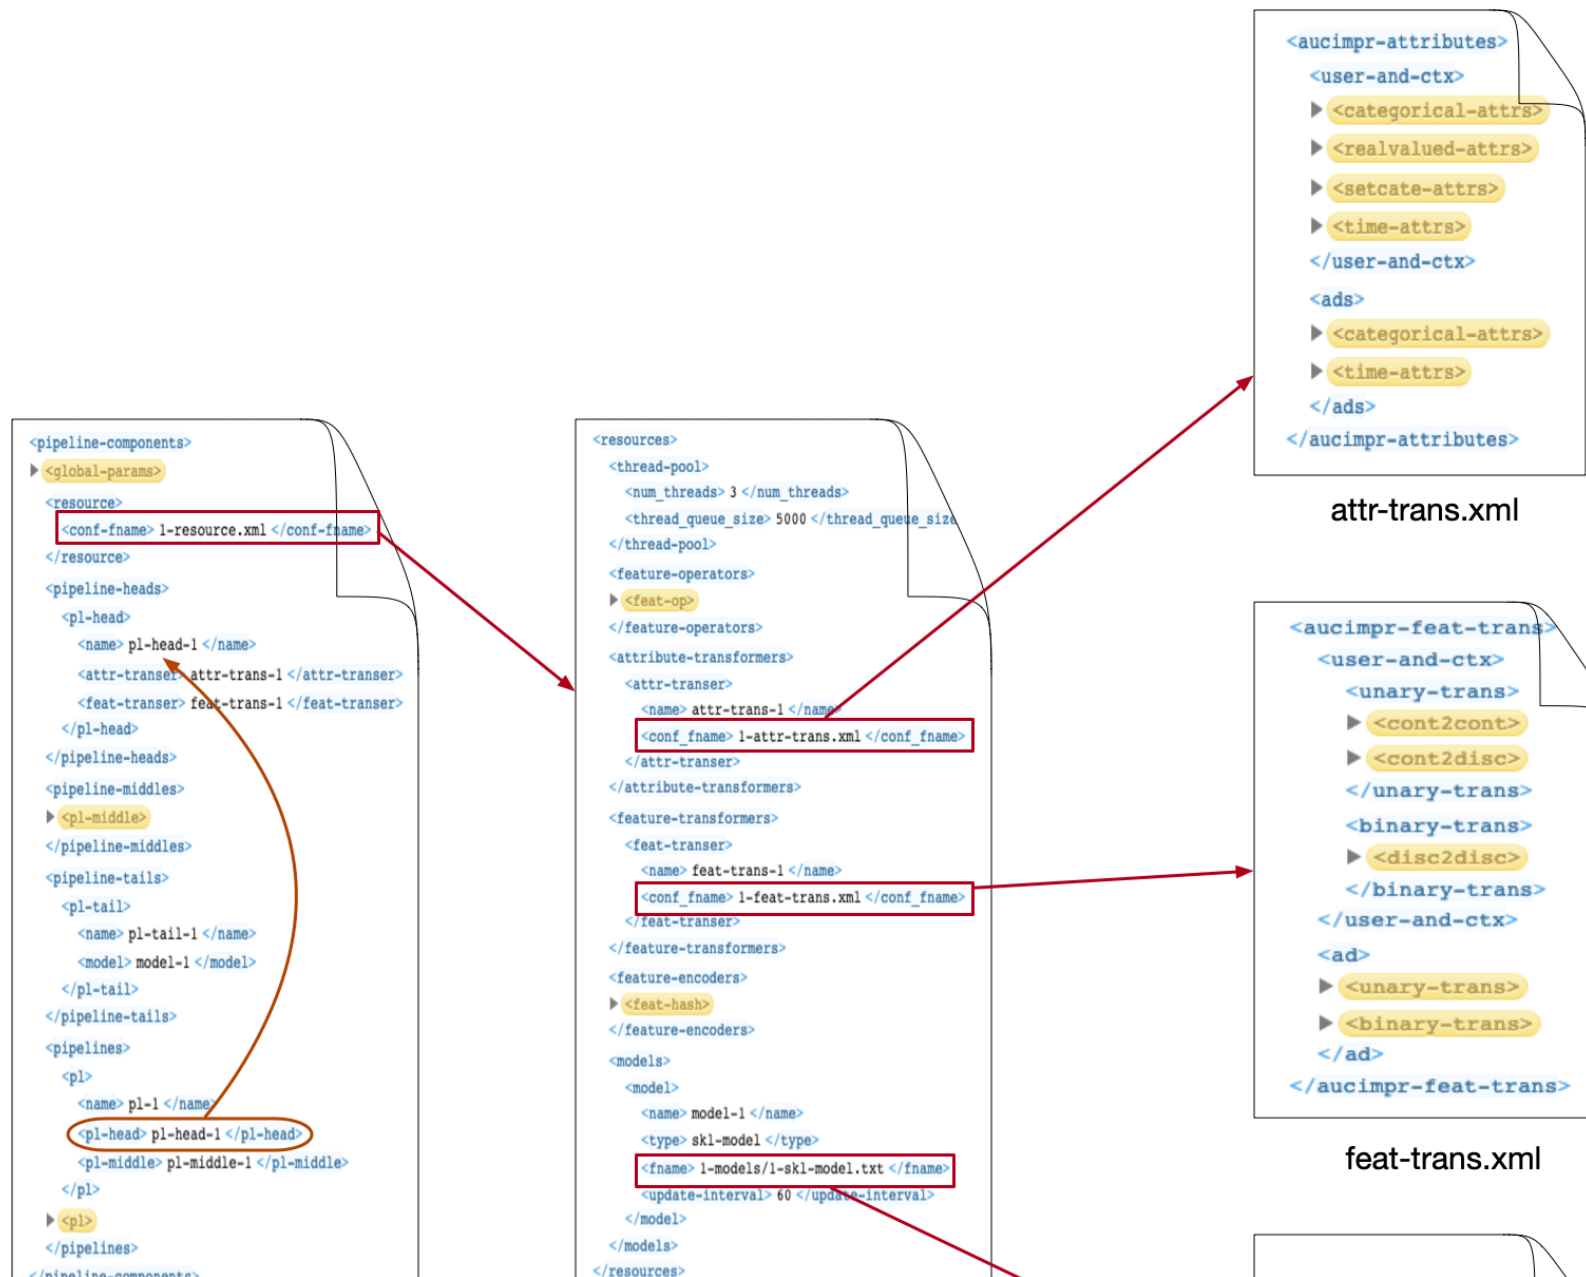 <pipeline-components>
<global-params>
<resource>
<conf-fname> 1-resource.xml </conf-fname>
</resource>
<pipeline-heads>
<pl-head>
<name> pl-head-1 </name>
<attr-transer> attr-trans-1 </attr-transer>
<feat-transer> feat-trans-1 </feat-transer>
</pl-head>
</pipeline-heads>
<pipeline-middles>
<pl-middle>
</pipeline-middles>
<pipeline-tails>
<pl-tail>
<name> pl-tail-1 </name>
<model> model-1 </model>
</pl-tail>
</pipeline-tails>
<pipelines>
<pl>
<name> pl-1 </name>
<pl-head> pl-head-1 </pl-head>
<pl-middle> pl-middle-1 </pl-middle>
</pl>
<pl>
</pipelines>
</pipeline-components>
<resources>
<thread-pool>
<num_threads> 3 </num_threads>
<thread_queue_size> 5000 </thread_queue_size
</thread-pool>
<feature-operators>
<feat-op>
</feature-operators>
<attribute-transformers>
<attr-transer>
<name> attr-trans-1 </name>
<conf_fname> 1-attr-trans.xml </conf_fname>
</attr-transer>
</attribute-transformers>
<feature-transformers>
<feat-transer>
<name> feat-trans-1 </name>
<conf_fname> 1-feat-trans.xml </conf_fname>
</feat-transer>
</feature-transformers>
<feature-encoders>
<feat-hash>
</feature-encoders>
<models>
<model>
<name> model-1 </name>
<type> skl-model </type>
<fname> 1-models/1-skl-model.txt </fname>
<update-interval> 60 </update-interval>
</model>
</models>
</resources>
<aucimpr-attributes>
<user-and-ctx>
<categorical-attrs>
<realvalued-attrs>
<setcate-attrs>
<time-attrs>
</user-and-ctx>
<ads>
<categorical-attrs>
<time-attrs>
</ads>
</aucimpr-attributes>
attr-trans.xml
<aucimpr-feat-trans>
<user-and-ctx>
<unary-trans>
<cont2cont>
<cont2disc>
</unary-trans>
<binary-trans>
<disc2disc>
</binary-trans>
</user-and-ctx>
<ad>
<unary-trans>
<binary-trans>
</ad>
</aucimpr-feat-trans>
feat-trans.xml